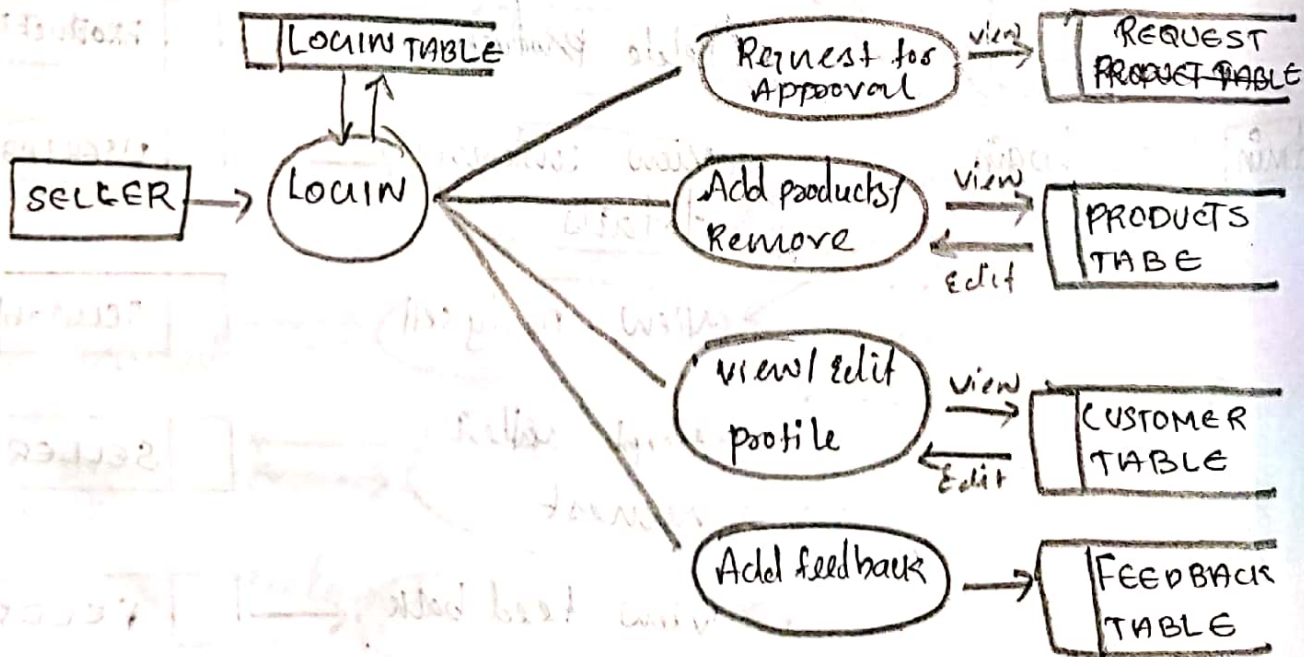 LOGIN TABLE
Request for
Approval
view
REQUEST
PRODUCT TABLE
SELLER
LOGIN
Add products/
Remove
view
Edit
PRODUCTS
TABE
view/Edit
profile
view
Edit
CUSTOMER
TABLE
Add feedback
FEEDBACK
TABLE